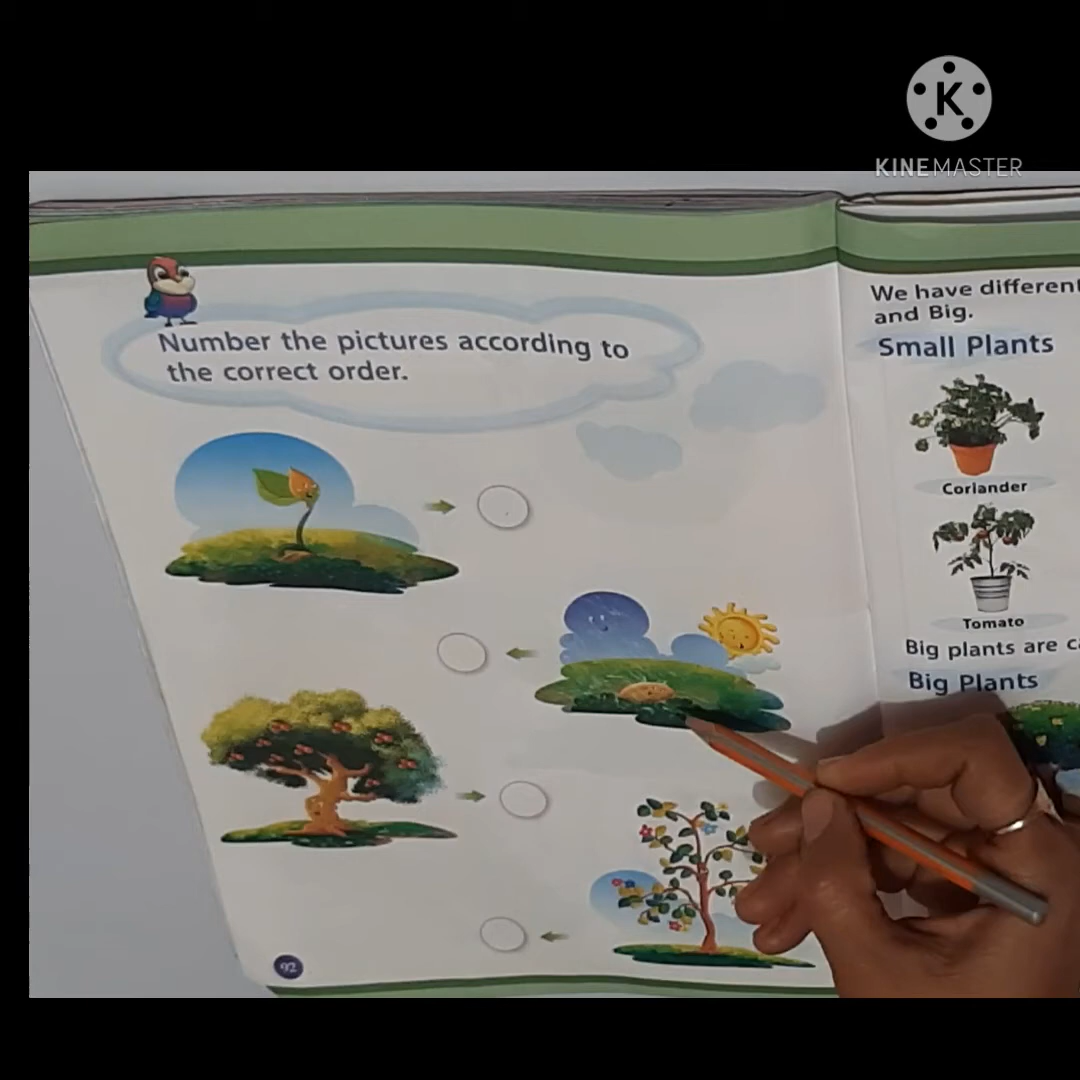 K
KINEMASTER
Number the pictures according to
the correct order.
92
We have different
and Big.
Small Plants
Coriander
Tomato
Big plants are
Big Plants